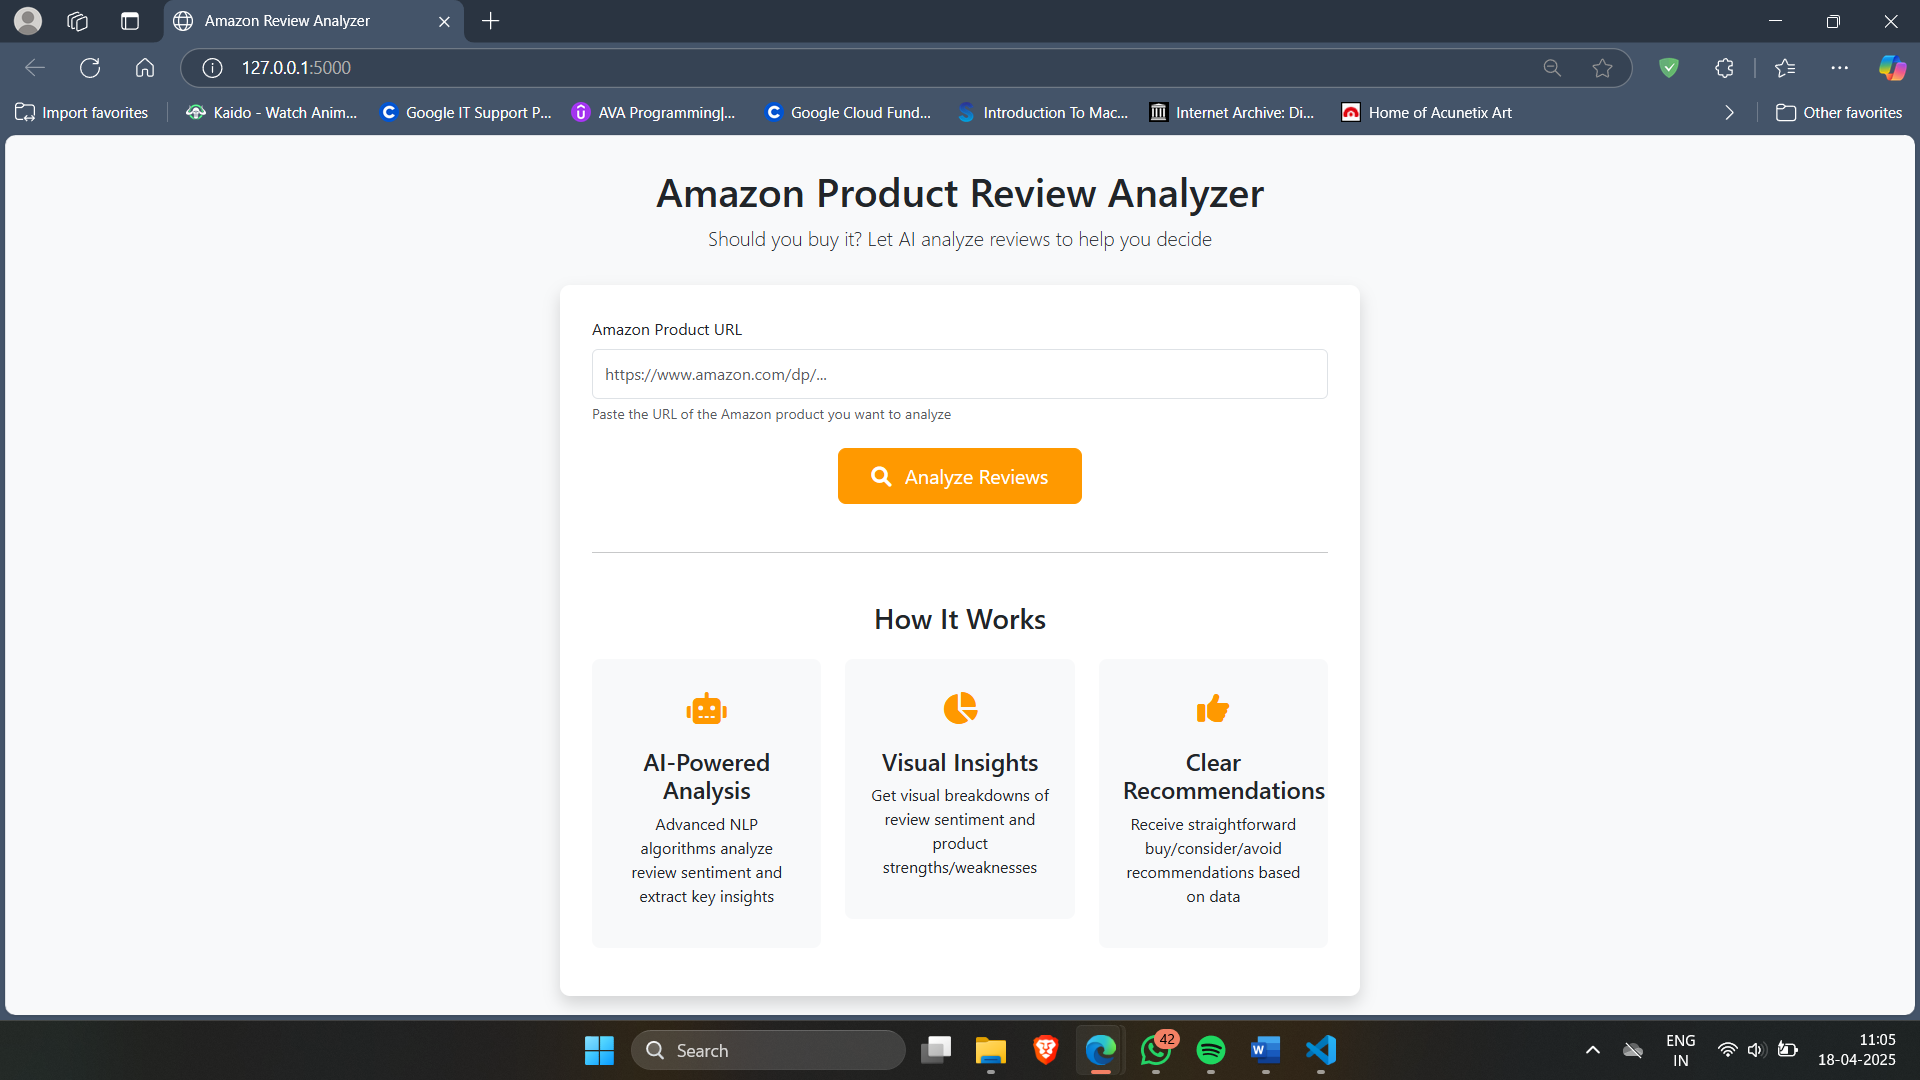 Amazon Review Analyzer
127.0.0.1:5000
Import favorites
Kaido - Watch Anim...
Google IT Support P...
AVA Programming|...
Google Cloud Fund...
Introduction To Mac...
Internet Archive: Di...
Home of Acunetix Art
Other favorites
Amazon Product Review Analyzer
Should you buy it? Let AI analyze reviews to help you decide
Amazon Product URL
https://www.amazon.com/dp/...
Paste the URL of the Amazon product you want to analyze
Analyze Reviews
How It Works
AI-Powered
Analysis
Advanced NLP
algorithms analyze
review sentiment and
extract key insights
Visual Insights
Get visual breakdowns of
review sentiment and
product
strengths/weaknesses
Clear
Recommendations
Receive straightforward
buy/consider/avoid
recommendations based
on data
Search
42
ENG
IN
11:05
18-04-2025